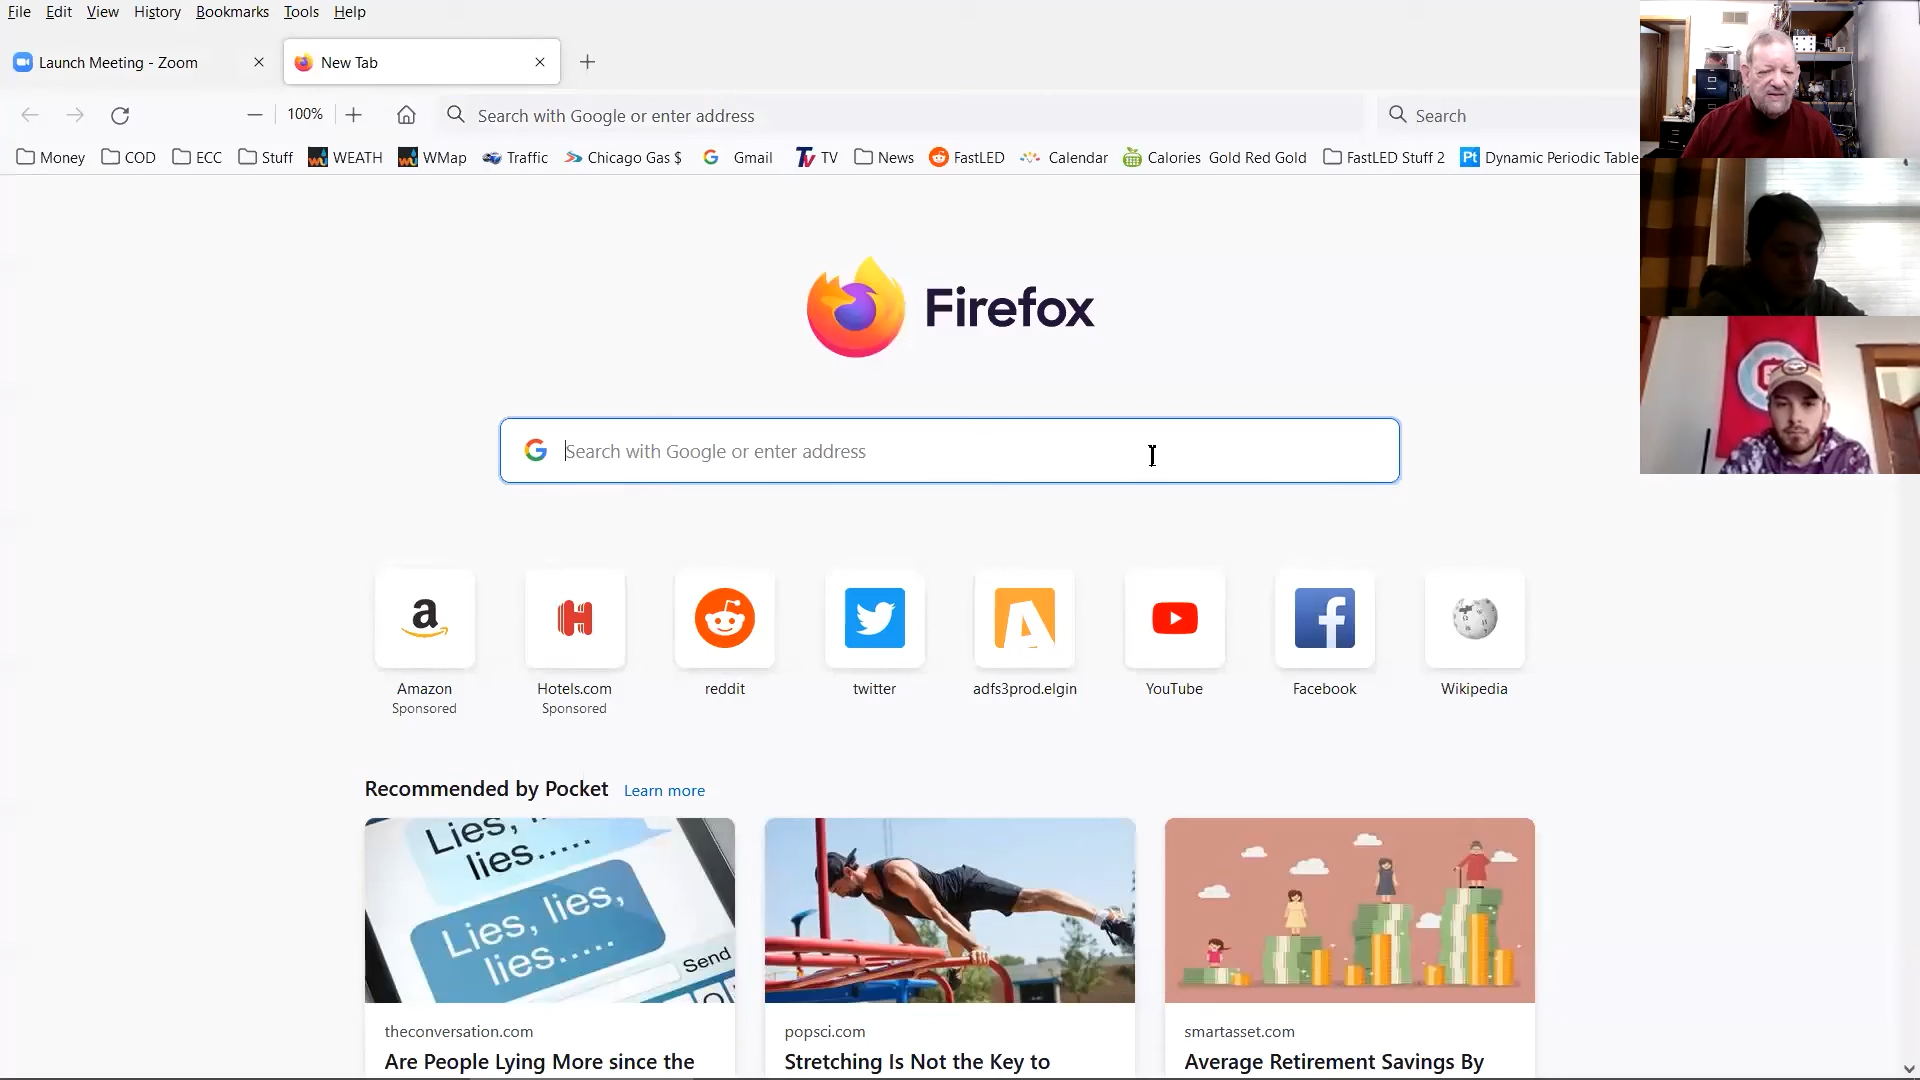 File Edit View History Bookmarks Tools Help
Launch Meeting - Zoom
New Tab
100%
Search with Google or enter address
Search
Money COD ECC Stuff WEATH WMap Traffic Chicago Gas $ Gmail TV News FastLED Calendar Calories Gold Red Gold FastLED Stuff 2 Pt Dynamic Periodic Table
Firefox
Search with Google or enter address
Amazon
Sponsored
Hotels.com
Sponsored
reddit
twitter
adfs3prod.elgin
YouTube
Facebook
Wikipedia
Recommended by Pocket Learn more
lies.....
Lies, lies,
lies.....
Send
theconversation.com
Are People Lying More since the
popsci.com
Stretching Is Not the Key to
smartasset.com
Average Retirement Savings By